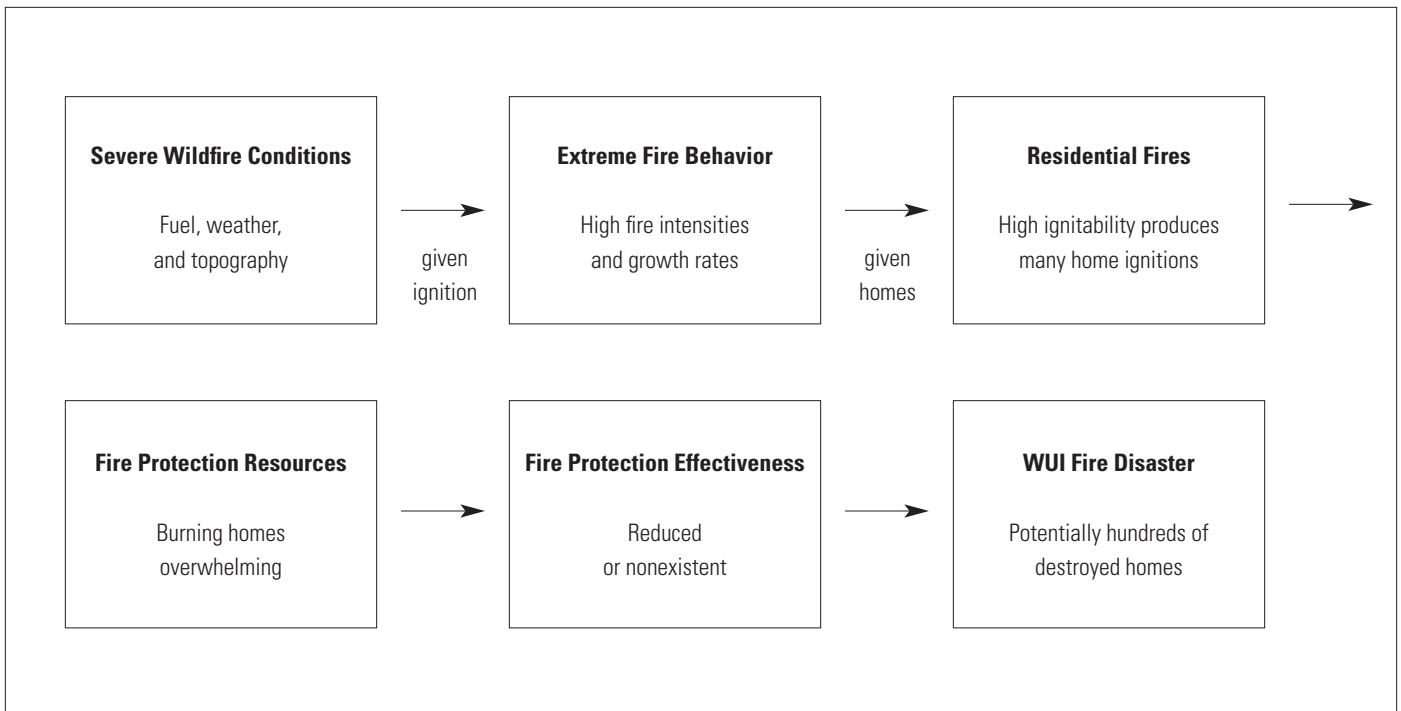 Severe Wildfire Conditions
Fuel, weather,
and topography
given
ignition
Extreme Fire Behavior
High fire intensities
and growth rates
given
homes
Residential Fires
High ignitability produces
many home ignitions
Fire Protection Resources
Burning homes
overwhelming
Fire Protection Effectiveness
Reduced
or nonexistent
WUI Fire Disaster
Potentially hundreds of
destroyed homes